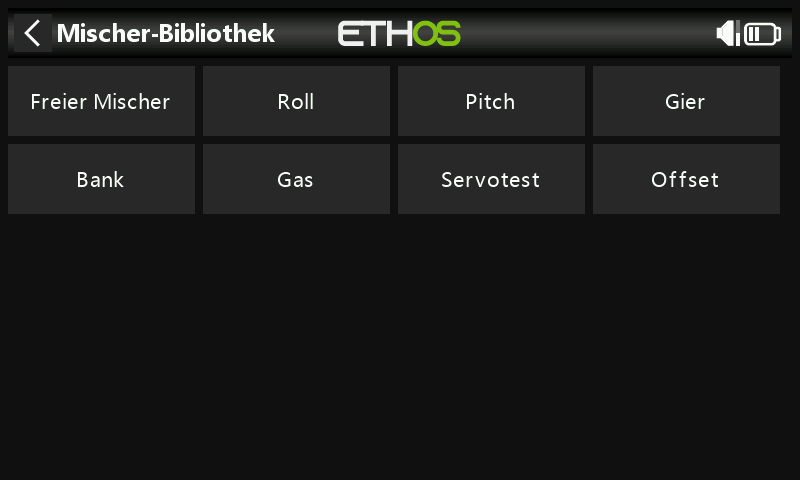 Mischer-Bibliothek ETHOS
Freier Mischer Roll Pitch Gier
Bank Gas Servotest Offset